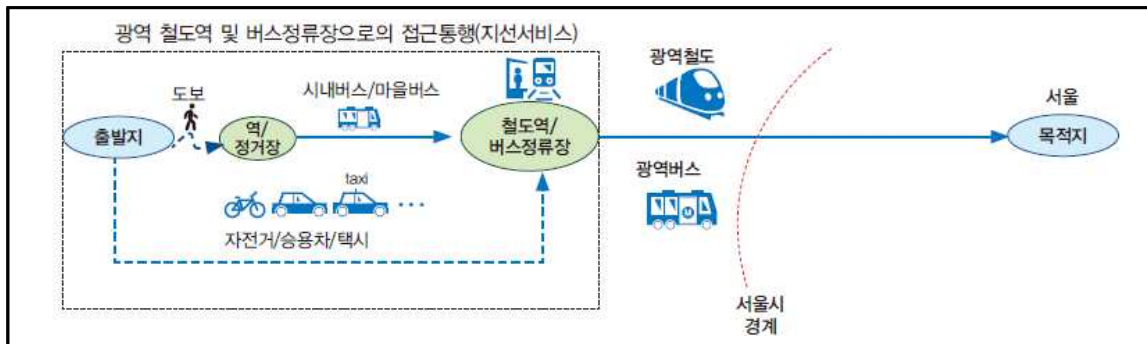 광역 철도역 및 버스정류장으로의 접근통행(지선서비스)
도보
시내버스/마을버스
광역철도
서울
출발지
역/
정거장
철도역/
버스정류장
목적지
taxi
···
자전거/승용차/택시
광역버스
M
서울시
경계